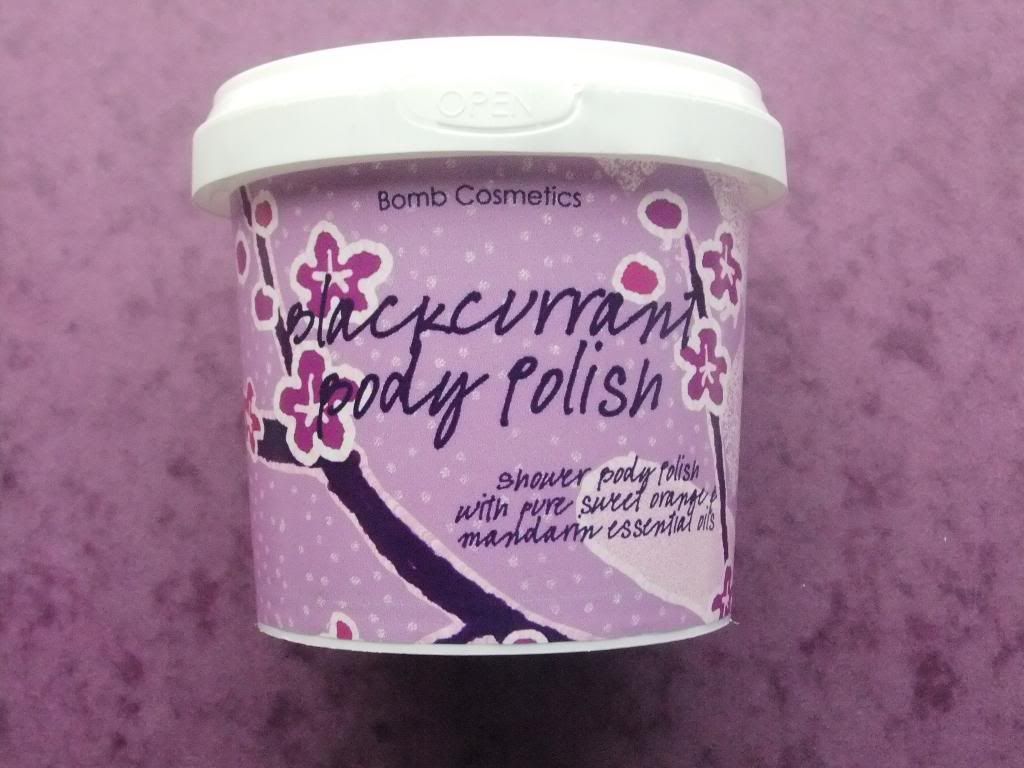 OPEN
Bomb Cosmetics
blackcurrant
body polish
shower body polish
with pure sweet orange &
mandarin essential oils